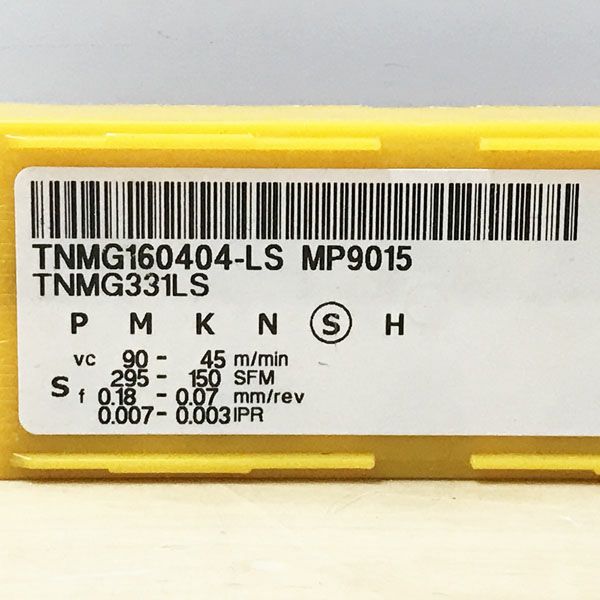 TNMG160404-LS MP9015
TNMG331LS
P M K N S H
vc 90 - 45 m/min
295 - 150 SFM
S f 0.18 - 0.07 mm/rev
0.007 - 0.003 IPR